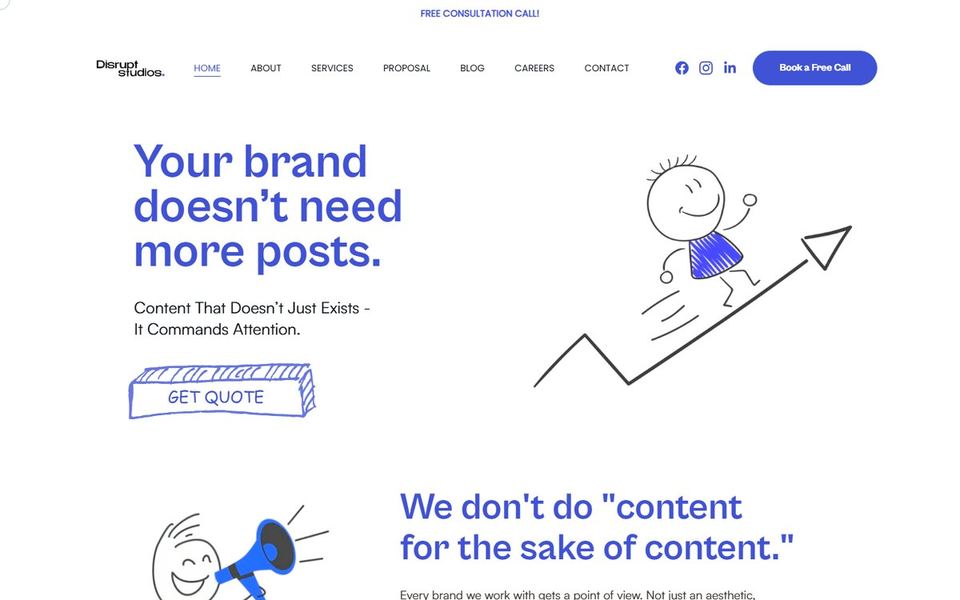 FREE CONSULTATION CALL!
Disrupt
studios.
HOME
ABOUT
SERVICES
PROPOSAL
BLOG
CAREERS
CONTACT
Book a Free Call
Your brand
doesn't need
more posts.
Content That Doesn't Just Exists -
It Commands Attention.
GET QUOTE
We don't do "content
for the sake of content."
Every brand we work with gets a point of view. Not just an aesthetic,